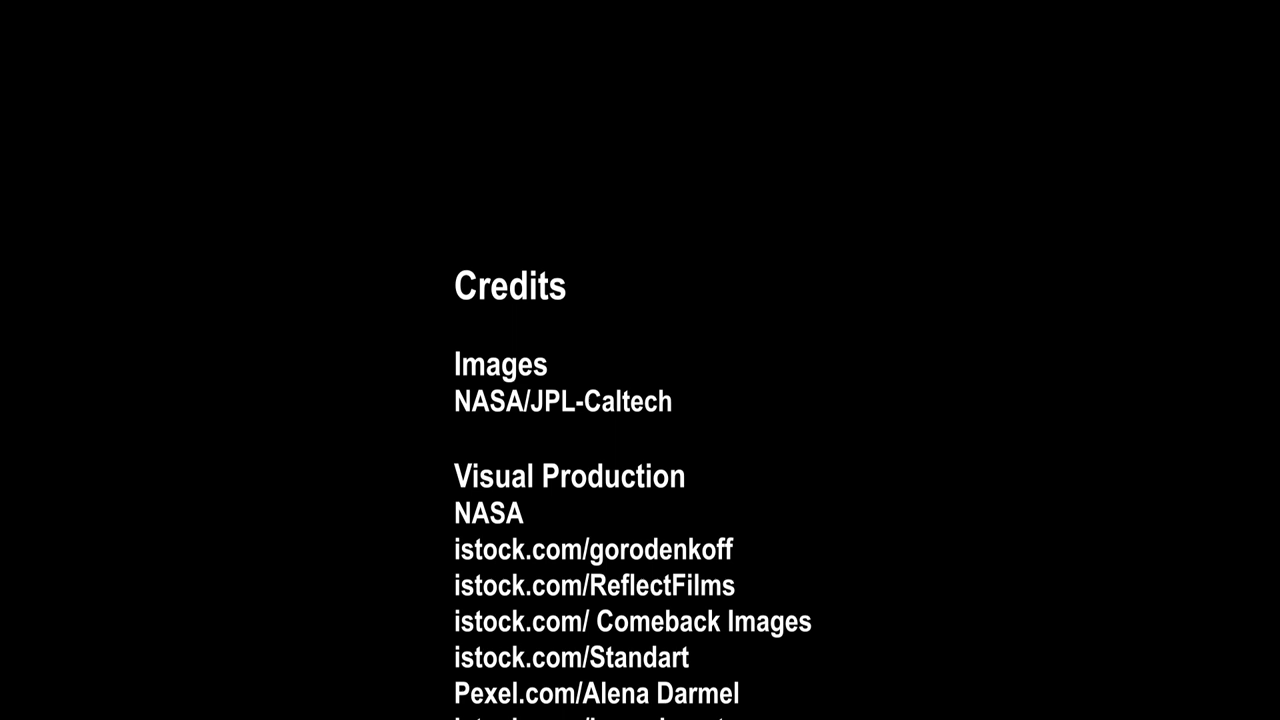 Credits
Images
NASA/JPL-Caltech
Visual Production
NASA
istock.com/gorodenkoff
istock.com/ReflectFilms
istock.com/ Comeback Images
istock.com/Standart
Pexel.com/Alena Darmel